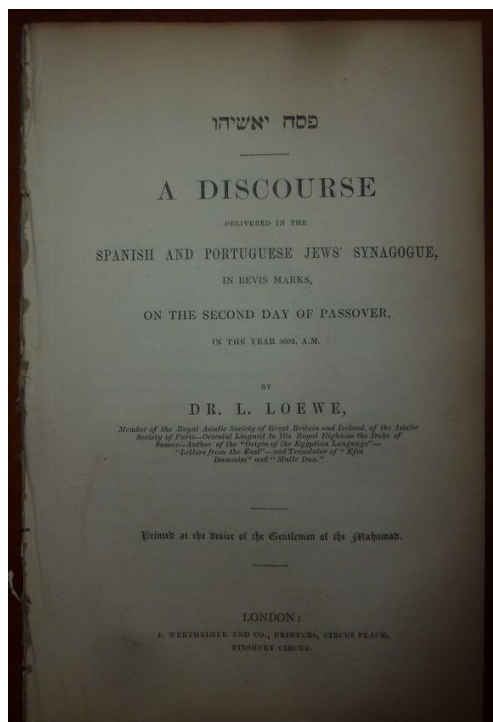 פסח יאשיהו
A DISCOURSE
DELIVERED IN THE
SPANISH AND PORTUGUESE JEWS' SYNAGOGUE,
IN BEVIS MARKS,
ON THE SECOND DAY OF PASSOVER,
IN THE YEAR 5602, A.M.
BY
DR. L. LOEWE,
Member of the Royal Asiatic Society of Great Britain and Ireland, of the Asiatic
Society of Paris—Oriental Linguist to His Royal Highness the Duke of
Sussex—Author of the "Origin of the Egyptian Language"—
"Letters from the East"—and Translator of "Efes
Dammim" and "Matte Dan."
Printed at the desire of the Gentlemen of the Mahamad.
LONDON:
J. WERTHEIMER AND CO., PRINTERS, CIRCUS PLACE,
FINSBURY CIRCUS.